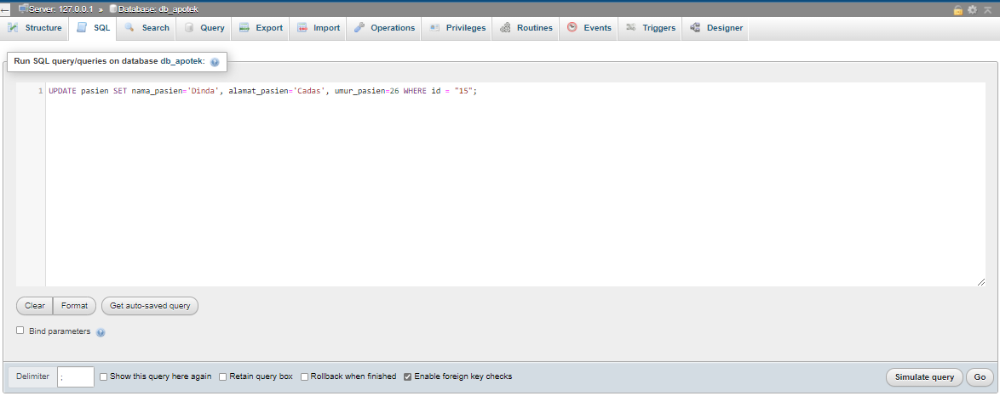 Server: 127.0.0.1 » Database: db_apotek
Structure SQL Search Query Export Import Operations Privileges Routines Events Triggers Designer
Run SQL query/queries on database db_apotek:
1 UPDATE pasien SET nama_pasien='Dinda', alamat_pasien='Cadas', umur_pasien=26 WHERE id = "15";
Clear Format Get auto-saved query
Bind parameters
Delimiter ; Show this query here again Retain query box Rollback when finished Enable foreign key checks Simulate query Go